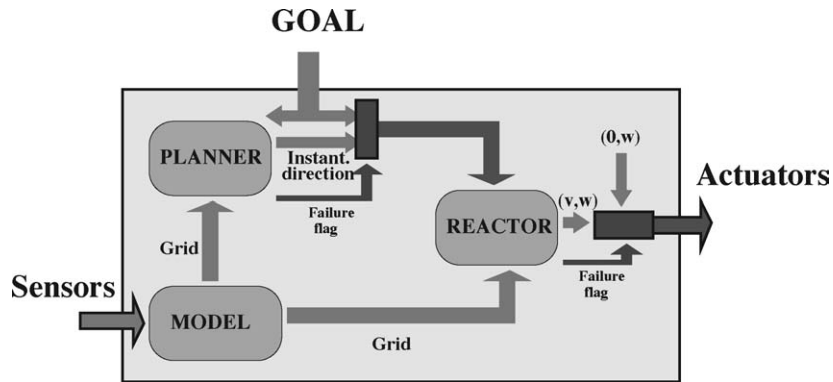 GOAL
PLANNER
Instant.
direction
Failure
flag
(0,w)
Actuators
(v,w)
REACTOR
Grid
Failure
flag
Sensors
MODEL
Grid